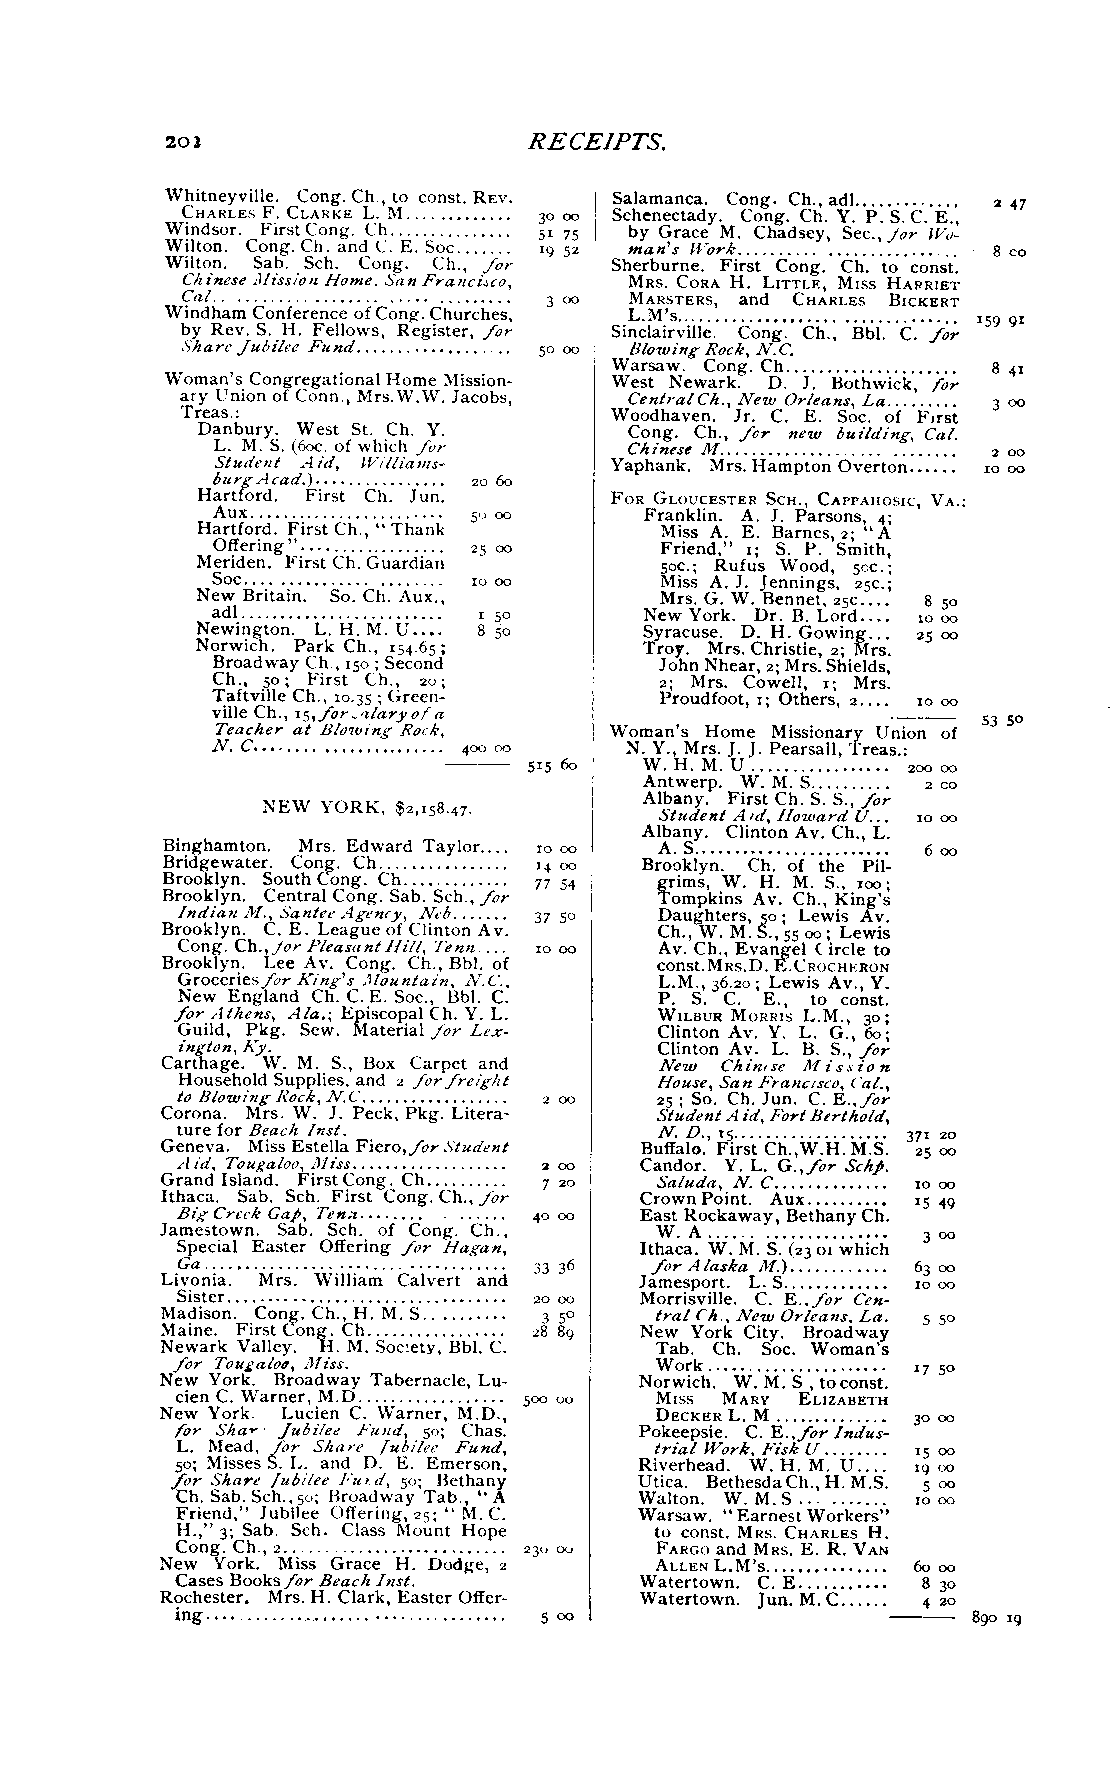 202 RECEIPTS.
Whitneyville. Cong. Ch., to const. REV.
CHARLES F. CLARKE L. M............. 30 00
Windsor. First Cong. Ch............... 51 75
Wilton. Cong. Ch. and C. E. Soc....... 19 52
Wilton. Sab. Sch. Cong. Ch., for
Chinese Mission Home. San Francisco,
Cal.................................. 3 00
Windham Conference of Cong. Churches,
by Rev. S. H. Fellows, Register, for
Share Jubilee Fund................... 50 00
Woman's Congregational Home Mission-
ary Union of Conn., Mrs. W.W. Jacobs,
Treas.:
Danbury. West St. Ch. Y.
L. M. S. (60c. of which for
Student Aid, Williams-
burg Acad.)................ 20 60
Hartford. First Ch. Jun.
Aux........................ 50 00
Hartford. First Ch., "Thank
Offering".................. 25 00
Meriden. First Ch. Guardian
Soc........................ 10 00
New Britain. So. Ch. Aux.,
adl........................ 1 50
Newington. L. H. M. U.... 8 50
Norwich. Park Ch., 154.65;
Broadway Ch., 150; Second
Ch., 50; First Ch., 20;
Taftville Ch., 10.35; Green-
ville Ch., 15, for salary of a
Teacher at Blowing Rock,
N. C....................... 400 00
515 60
NEW YORK, $2,158.47.
Binghamton. Mrs. Edward Taylor.... 10 00
Bridgewater. Cong. Ch................ 14 00
Brooklyn. South Cong. Ch............. 77 54
Brooklyn. Central Cong. Sab. Sch., for
Indian M., Santee Agency, Neb....... 37 50
Brooklyn. C. E. League of Clinton Av.
Cong. Ch., for Pleasant Hill, Tenn.... 10 00
Brooklyn. Lee Av. Cong. Ch., Bbl. of
Groceries for King's Mountain, N.C.,
New England Ch. C. E. Soc., Bbl. C.
for Athens, Ala.; Episcopal Ch. Y. L.
Guild, Pkg. Sew. Material for Lex-
ington, Ky.
Carthage. W. M. S., Box Carpet and
Household Supplies, and 2 for freight
to Blowing Rock, N.C................. 2 00
Corona. Mrs. W. J. Peck, Pkg. Litera-
ture for Beach Inst.
Geneva. Miss Estella Fiero, for Student
Aid, Tougaloo, Miss.................. 2 00
Grand Island. First Cong. Ch.......... 7 20
Ithaca. Sab. Sch. First Cong. Ch., for
Big Creek Gap, Tenn.................. 40 00
Jamestown. Sab. Sch. of Cong. Ch.,
Special Easter Offering for Hagan,
Ga................................... 33 36
Livonia. Mrs. William Calvert and
Sister................................ 20 00
Madison. Cong. Ch., H. M. S.......... 3 50
Maine. First Cong. Ch................. 28 89
Newark Valley. H. M. Society, Bbl. C.
for Tougaloo, Miss.
New York. Broadway Tabernacle, Lu-
cien C. Warner, M.D.................. 500 00
New York. Lucien C. Warner, M.D.,
for Share Jubilee Fund, 50; Chas.
L. Mead, for Share Jubilee Fund,
50; Misses S. L. and D. E. Emerson,
for Share Jubilee Fund, 50; Bethany
Ch. Sab. Sch., 50; Broadway Tab., "A
Friend," Jubilee Offering, 25; "M. C.
H.," 3; Sab. Sch. Class Mount Hope
Cong. Ch., 2.......................... 230 00
New York. Miss Grace H. Dodge, 2
Cases Books for Beach Inst.
Rochester. Mrs. H. Clark, Easter Offer-
ing................................... 5 00
Salamanca. Cong. Ch., adl............. 2 47
Schenectady. Cong. Ch. Y. P. S. C. E.,
by Grace M. Chadsey, Sec., for Wo-
man's Work........................... 8 00
Sherburne. First Cong. Ch. to const.
MRS. CORA H. LITTLE, MISS HARRIET
MARSTERS, and CHARLES BICKERT
L.M's................................. 159 91
Sinclairville. Cong. Ch., Bbl. C. for
Blowing Rock, N.C.
Warsaw. Cong. Ch..................... 8 41
West Newark. D. J. Bothwick, for
Central Ch., New Orleans, La......... 3 00
Woodhaven. Jr. C. E. Soc. of First
Cong. Ch., for new building, Cal.
Chinese M............................ 2 00
Yaphank. Mrs. Hampton Overton...... 10 00
FOR GLOUCESTER SCH., CAPPAHOSIC, VA.:
Franklin. A. J. Parsons, 4;
Miss A. E. Barnes, 2; "A
Friend," 1; S. P. Smith,
50c.; Rufus Wood, 50c.;
Miss A. J. Jennings, 25c.;
Mrs. G. W. Bennet, 25c.... 8 50
New York. Dr. B. Lord.... 10 00
Syracuse. D. H. Gowing... 25 00
Troy. Mrs. Christie, 2; Mrs.
John Nhear, 2; Mrs. Shields,
2; Mrs. Cowell, 1; Mrs.
Proudfoot, 1; Others, 2.... 10 00
53 50
Woman's Home Missionary Union of
N. Y., Mrs. J. J. Pearsall, Treas.:
W. H. M. U................. 200 00
Antwerp. W. M. S.......... 2 00
Albany. First Ch. S. S., for
Student Aid, Howard U... 10 00
Albany. Clinton Av. Ch., L.
A. S....................... 6 00
Brooklyn. Ch. of the Pil-
grims, W. H. M. S., 100;
Tompkins Av. Ch., King's
Daughters, 50; Lewis Av.
Ch., W. M. S., 55 00; Lewis
Av. Ch., Evangel Circle to
const. MRS. D. E. CROCHERON
L.M., 36.20; Lewis Av., Y.
P. S. C. E., to const.
WILBUR MORRIS L.M., 30;
Clinton Av. Y. L. G., 60;
Clinton Av. L. B. S., for
New Chinese Mission
House, San Francisco, Cal.,
25; So. Ch. Jun. C. E., for
Student Aid, Fort Berthold,
N. D., 15.................. 371 20
Buffalo. First Ch., W.H. M.S. 25 00
Candor. Y. L. G., for Schp.
Saluda, N. C.............. 10 00
Crown Point. Aux.......... 15 49
East Rockaway, Bethany Ch.
W. A....................... 3 00
Ithaca. W. M. S. (23 01 which
for Alaska M.)............ 63 00
Jamesport. L. S............. 10 00
Morrisville. C. E., for Cen-
tral Ch., New Orleans, La. 5 50
New York City. Broadway
Tab. Ch. Soc. Woman's
Work...................... 17 50
Norwich. W. M. S., to const.
MISS MARY ELIZABETH
DECKER L. M.............. 30 00
Pokeepsie. C. E., for Indus-
trial Work, Fisk U........ 15 00
Riverhead. W. H. M. U.... 19 00
Utica. Bethesda Ch., H. M.S. 5 00
Walton. W. M. S........... 10 00
Warsaw. "Earnest Workers"
to const. MRS. CHARLES H.
FARGO and MRS. E. R. VAN
ALLEN L.M's............... 60 00
Watertown. C. E........... 8 30
Watertown. Jun. M. C...... 4 20
890 19